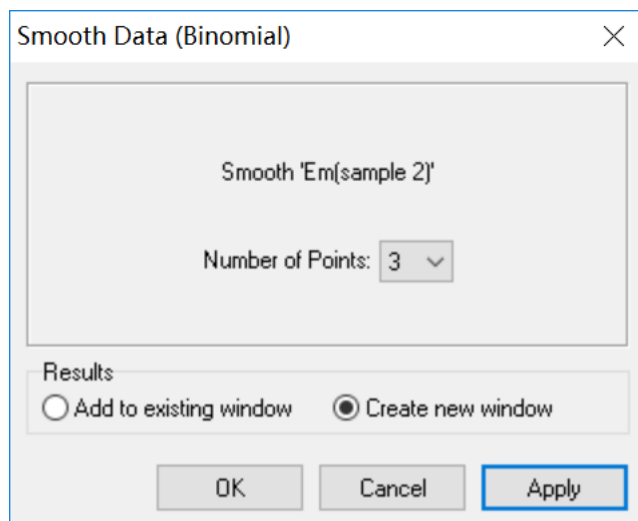 Smooth Data (Binomial)
Smooth 'Em(sample 2)'
Number of Points: 3
Results
Add to existing window Create new window
OK Cancel Apply